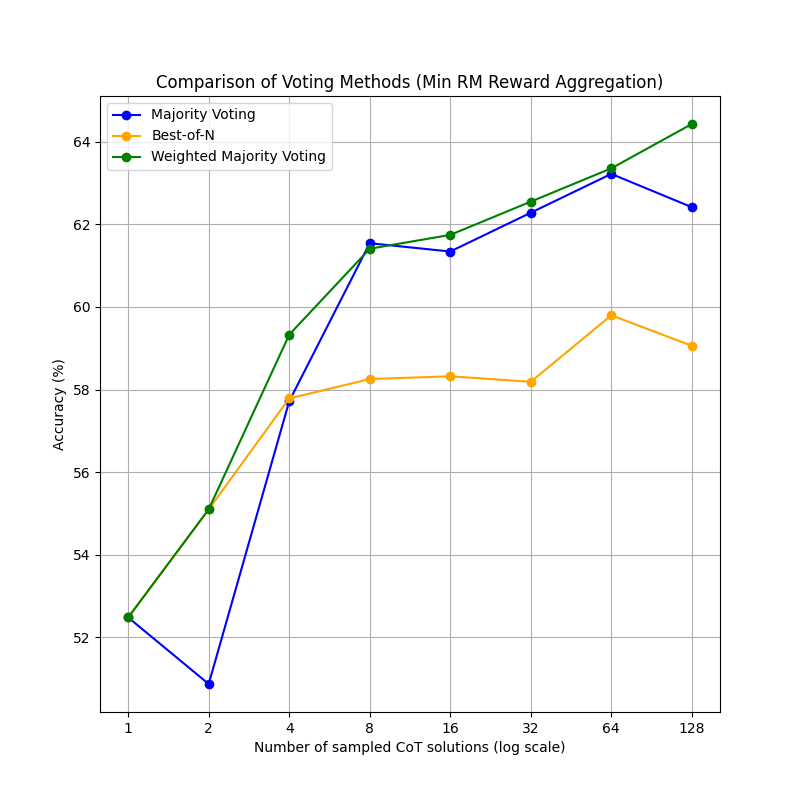 Comparison of Voting Methods (Min RM Reward Aggregation)
Majority Voting
Best-of-N
Weighted Majority Voting
64
62
60
58
56
54
52
Accuracy (%)
1 2 4 8 16 32 64 128
Number of sampled CoT solutions (log scale)